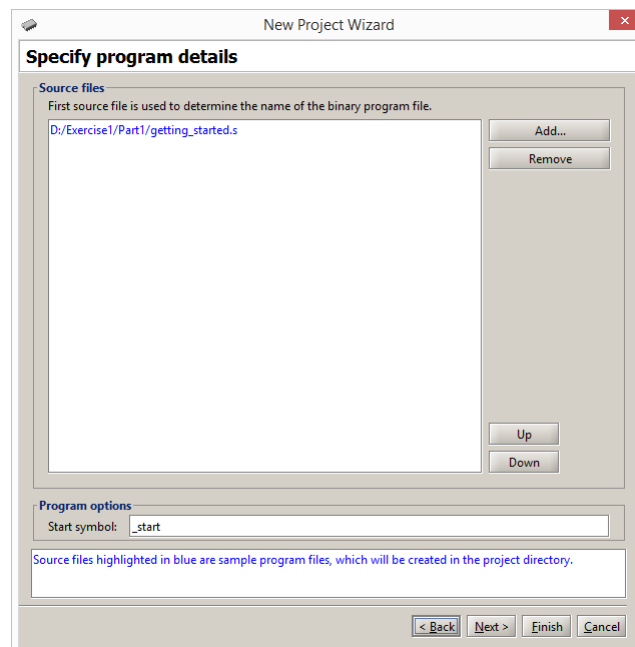 New Project Wizard
×
Specify program details
Source files
First source file is used to determine the name of the binary program file.
D:/Exercise1/Part1/getting_started.s
Add...
Remove
Up
Down
Program options
Start symbol: _start
Source files highlighted in blue are sample program files, which will be created in the project directory.
< Back Next > Finish Cancel